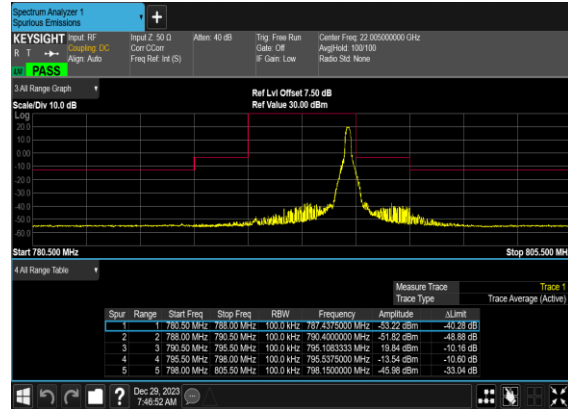 Spectrum Analyzer 1
Spurious Emissions
KEYSIGHT
R T
LXI PASS
Input: RF
Coupling: DC
Align: Auto
Input Z: 50 Ω
Corr CCorr
Freq Ref: Int (S)
Atten: 40 dB
Trig: Free Run
Gate: Off
IF Gain: Low
Center Freq: 22.005000000 GHz
Avg|Hold: 100/100
Radio Std: None
3 All Range Graph
Scale/Div 10.0 dB
Ref Lvl Offset 7.50 dB
Ref Value 30.00 dBm
Log
20.0
10.0
0.00
-10.0
-20.0
-30.0
-40.0
-50.0
-60.0
Start 780.500 MHz
Stop 805.500 MH
4 All Range Table
Measure Trace Trace 1
Trace Type Trace Average (Active)
Spur Range Start Freq Stop Freq RBW Frequency Amplitude ΔLimit
1 1 780.50 MHz 788.00 MHz 100.0 kHz 787.4375000 MHz -53.22 dBm -40.28 dB
2 2 788.00 MHz 790.50 MHz 100.0 kHz 790.4000000 MHz -51.82 dBm -48.88 dB
3 3 790.50 MHz 795.50 MHz 100.0 kHz 795.1083333 MHz 19.84 dBm -10.16 dB
4 4 795.50 MHz 798.00 MHz 100.0 kHz 795.5375000 MHz -13.54 dBm -10.60 dB
5 5 798.00 MHz 805.50 MHz 100.0 kHz 798.1500000 MHz -45.98 dBm -33.04 dB
?
Dec 29, 2023
7:46:52 AM